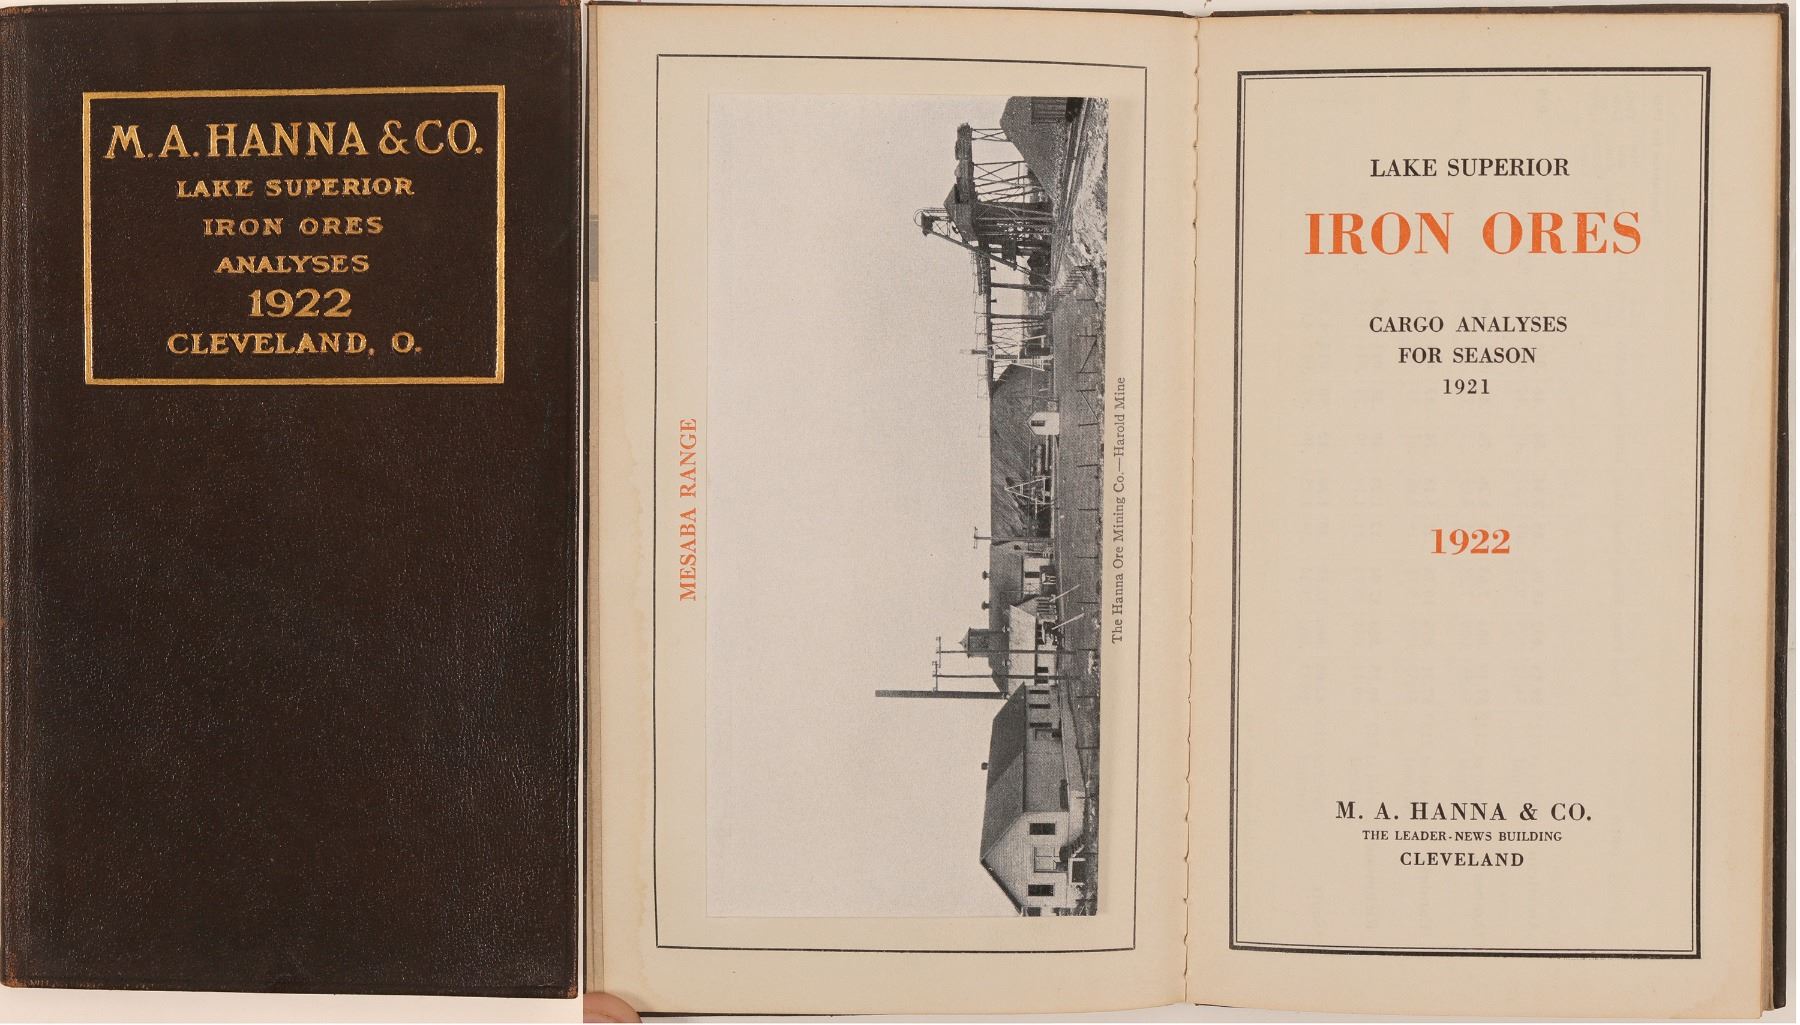 M. A. HANNA & CO.
LAKE SUPERIOR
IRON ORES
ANALYSES
1922
CLEVELAND, O.
MESABA RANGE
The Hanna Ore Mining Co.—Harold Mine
LAKE SUPERIOR
IRON ORES
CARGO ANALYSES
FOR SEASON
1921
1922
M. A. HANNA & CO.
THE LEADER-NEWS BUILDING
CLEVELAND